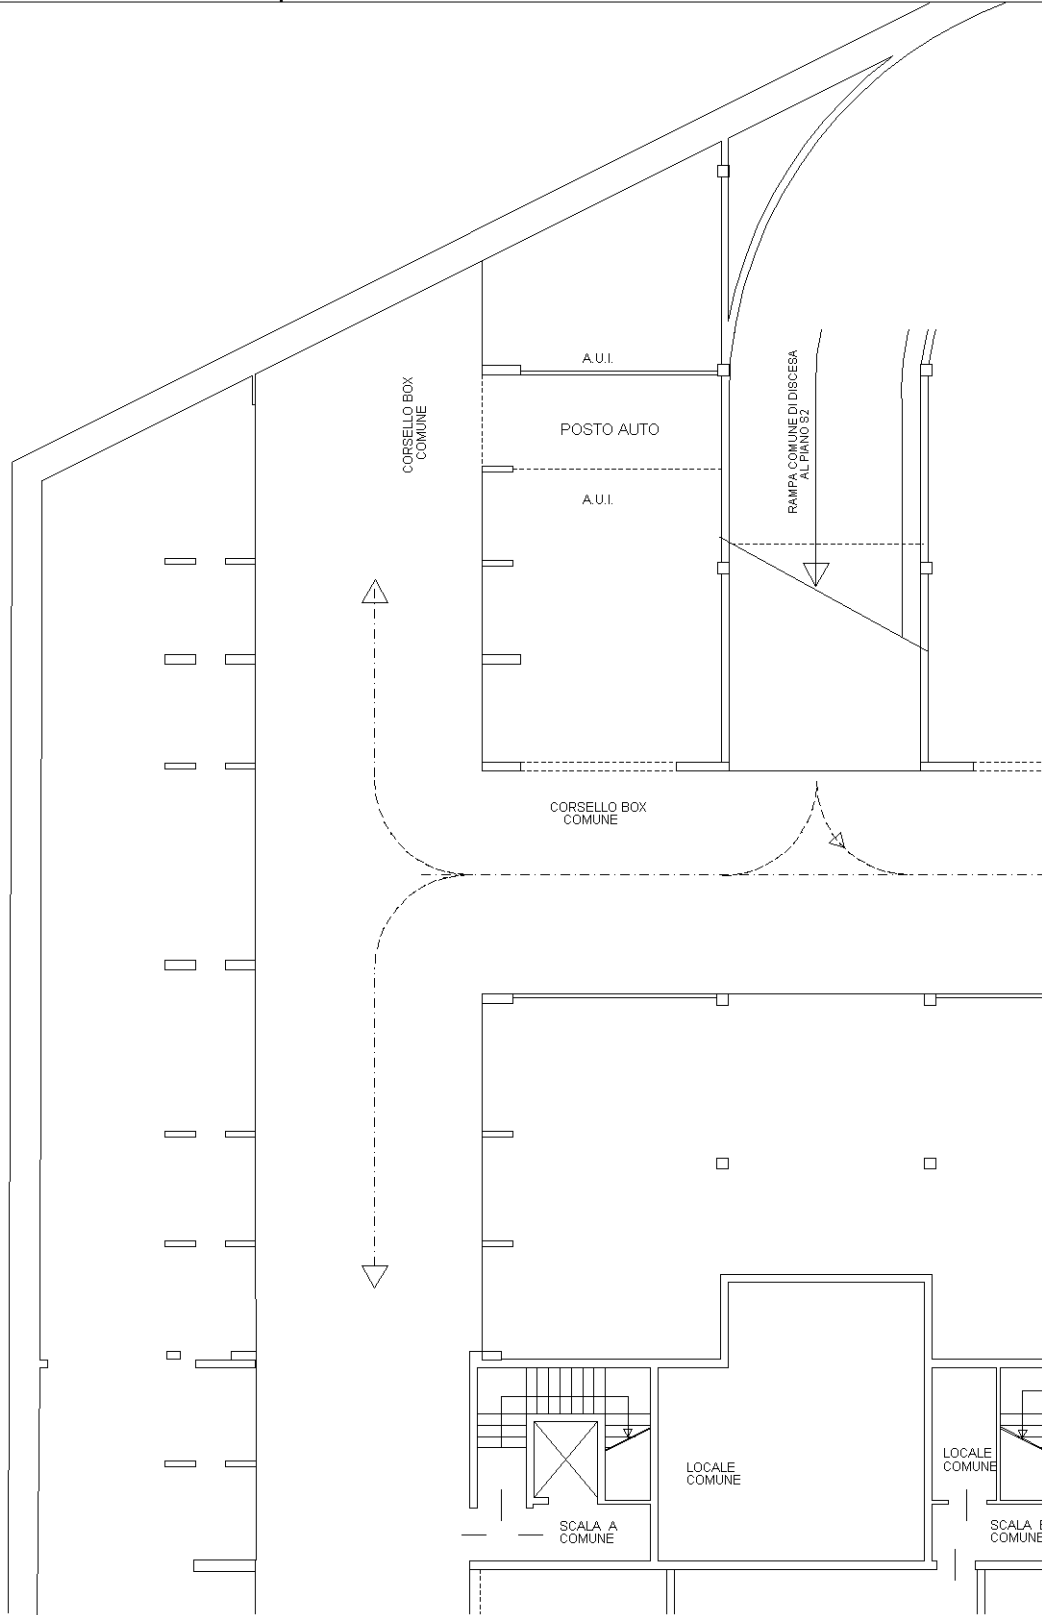 A.U.I.
CORSELLO BOX
COMUNE
POSTO AUTO
RAMPA COMUNE DI DISCESA
AL PIANO S2
A.U.I.
CORSELLO BOX
COMUNE
LOCALE
COMUNE
LOCALE
COMUNE
SCALA A
COMUNE
SCALA
COMUNE